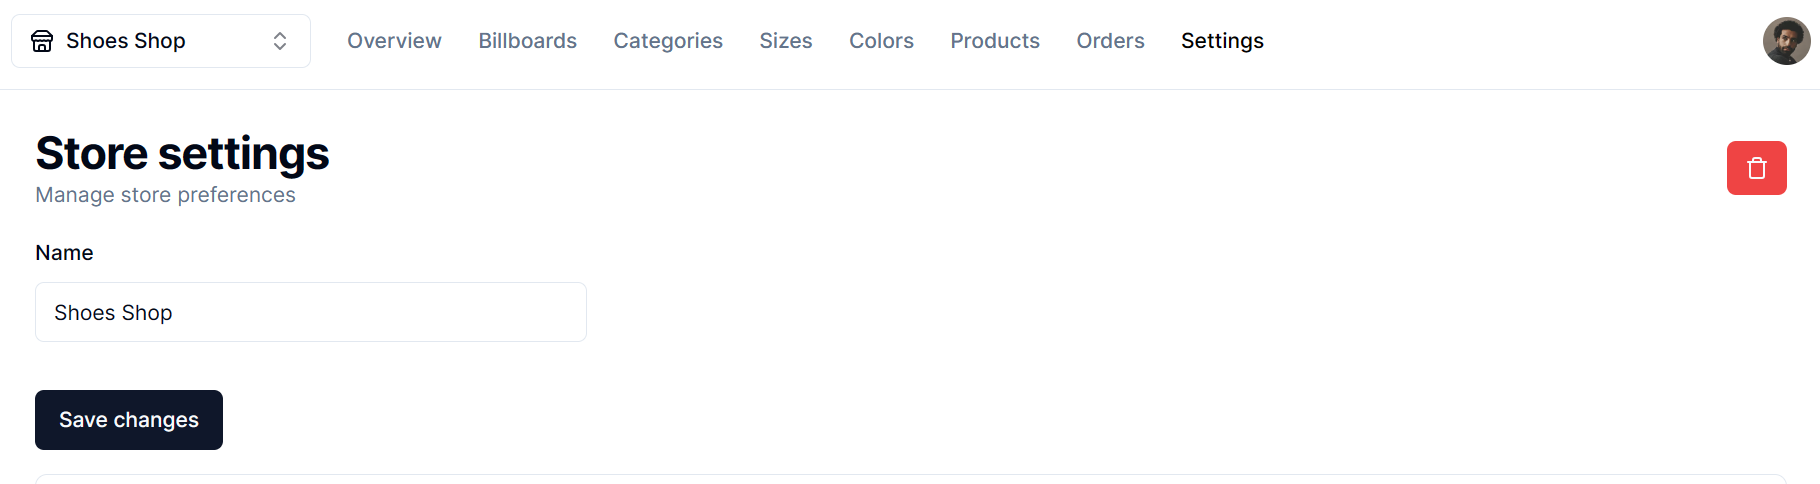 Shoes Shop Overview Billboards Categories Sizes Colors Products Orders Settings
Store settings
Manage store preferences
Name
Shoes Shop
Save changes